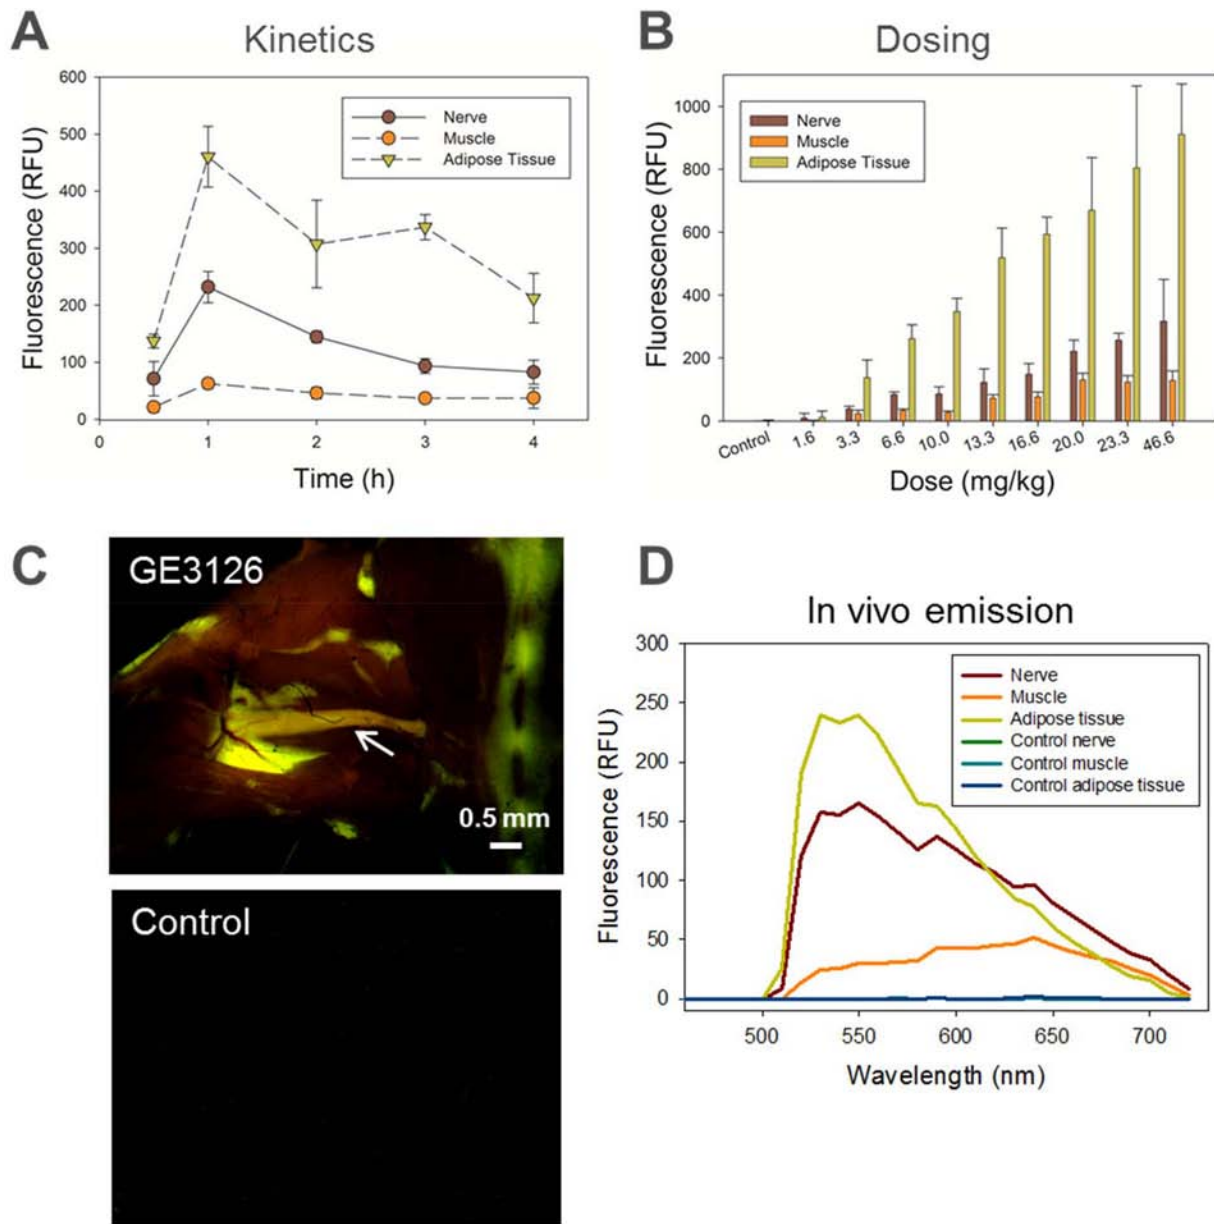 A
Kinetics
Fluorescence (RFU)
600
500
400
300
200
100
0
0
1
2
3
4
Time (h)
Nerve
Muscle
Adipose Tissue
B
Dosing
Fluorescence (RFU)
1000
800
600
400
200
0
Nerve
Muscle
Adipose Tissue
Control
1.6
3.3
6.6
10.0
13.3
16.6
20.0
23.3
46.6
Dose (mg/kg)
C
GE3126
0.5 mm
Control
D
In vivo emission
Fluorescence (RFU)
300
250
200
150
100
50
0
Nerve
Muscle
Adipose tissue
Control nerve
Control muscle
Control adipose tissue
500
550
600
650
700
Wavelength (nm)